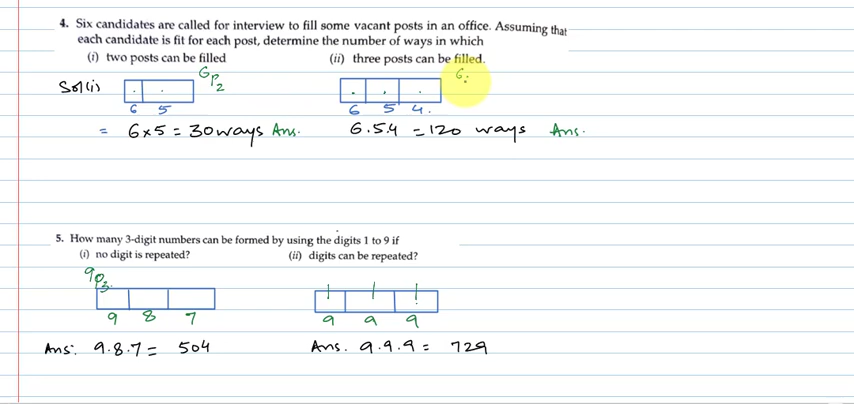 4. Six candidates are called for interview to fill some vacant posts in an office. Assuming that
each candidate is fit for each post, determine the number of ways in which
(i) two posts can be filled (ii) three posts can be filled.
Sol (i) 6P2 6
6 5 6 5 4.
= 6×5 = 30 ways Ans. 6.5.4 = 120 ways Ans.
5. How many 3-digit numbers can be formed by using the digits 1 to 9 if
(i) no digit is repeated? (ii) digits can be repeated?
9P3
9 8 7 9 9 9
Ans: 9.8.7 = 504 Ans. 9.9.9 = 729